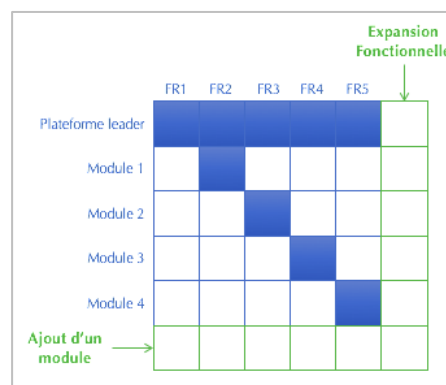 Expansion
Fonctionnelle
FR1 FR2 FR3 FR4 FR5
Plateforme leader
Module 1
Module 2
Module 3
Module 4
Ajout d'un
module